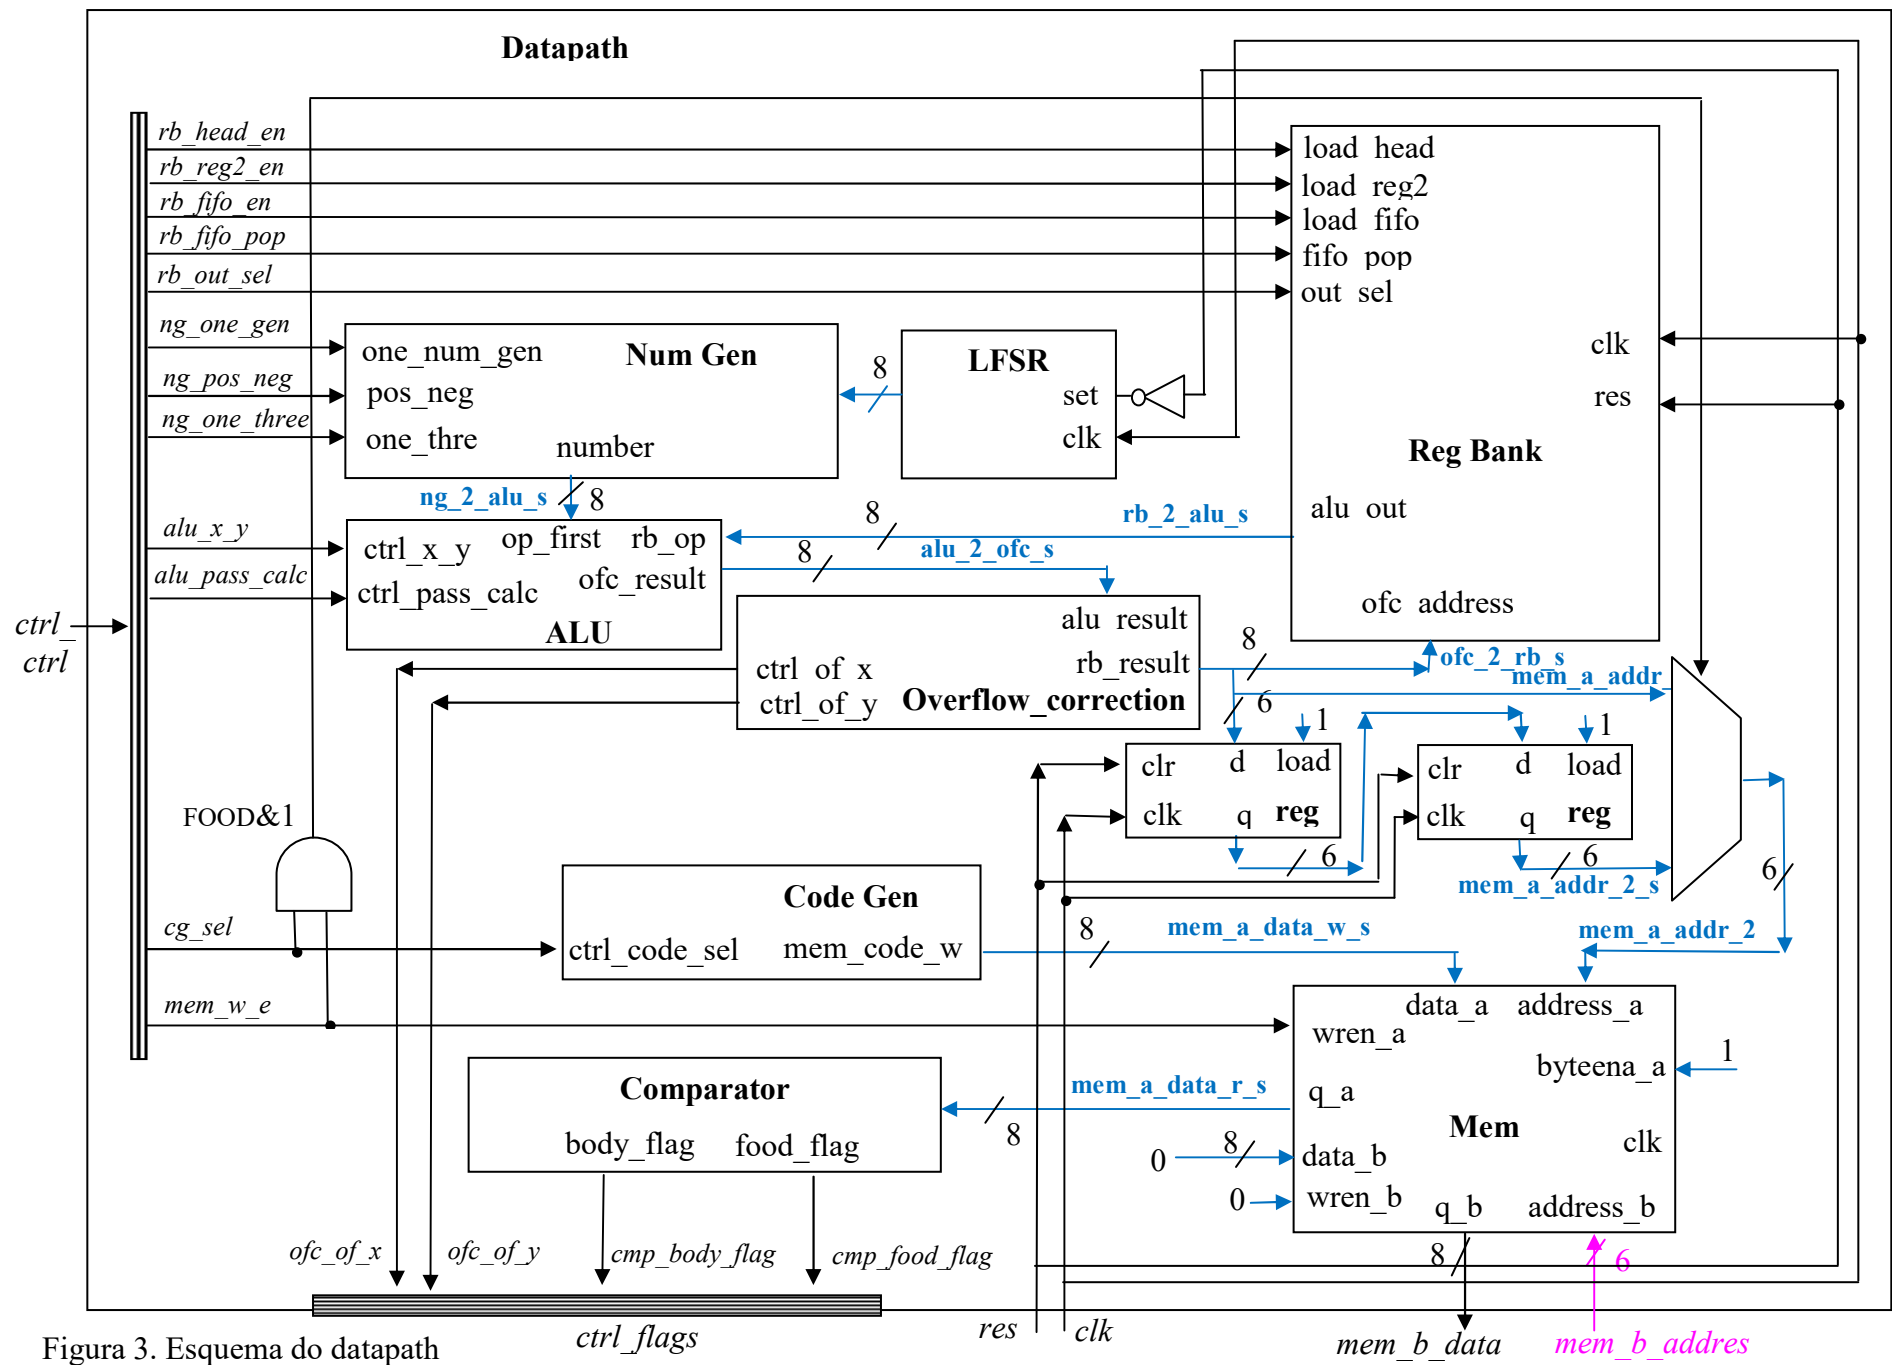 Datapath
rb_head_en
rb_reg2_en
rb_fifo_en
rb_fifo_pop
rb_out_sel
load head
load reg2
load fifo
fifo pop
out sel
clk
res
Reg Bank
alu out
ofc address
ng_one_gen
ng_pos_neg
ng_one_three
one_num_gen
Num Gen
pos_neg
one_thre
number
8
LFSR
set
clk
ng_2_alu_s
8
8
rb_2_alu_s
alu_x_y
alu_pass_calc
ctrl_x_y
op_first
rb_op
ofc_result
ctrl_pass_calc
ALU
8
alu_2_ofc_s
ctrl_
ctrl
alu result
rb_result
ctrl of x
ctrl_of_y
Overflow_correction
8
ofc_2_rb_s
mem_a_addr_
6
1
1
clr
d
load
clk
q
reg
clr
d
load
clk
q
reg
6
6
6
mem_a_addr_2_s
FOOD&1
Code Gen
ctrl_code_sel
mem_code_w
cg_sel
8
mem_a_data_w_s
mem_a_addr_2
mem_w_e
data_a
address_a
wren_a
byteena_a
1
q_a
Mem
clk
data_b
wren_b
q_b
address_b
Comparator
body_flag
food_flag
mem_a_data_r_s
8
0
8
0
ofc_of_x
ofc_of_y
cmp_body_flag
cmp_food_flag
8
6
ctrl_flags
res
clk
mem_b_data
mem_b_addres
Figura 3. Esquema do datapath